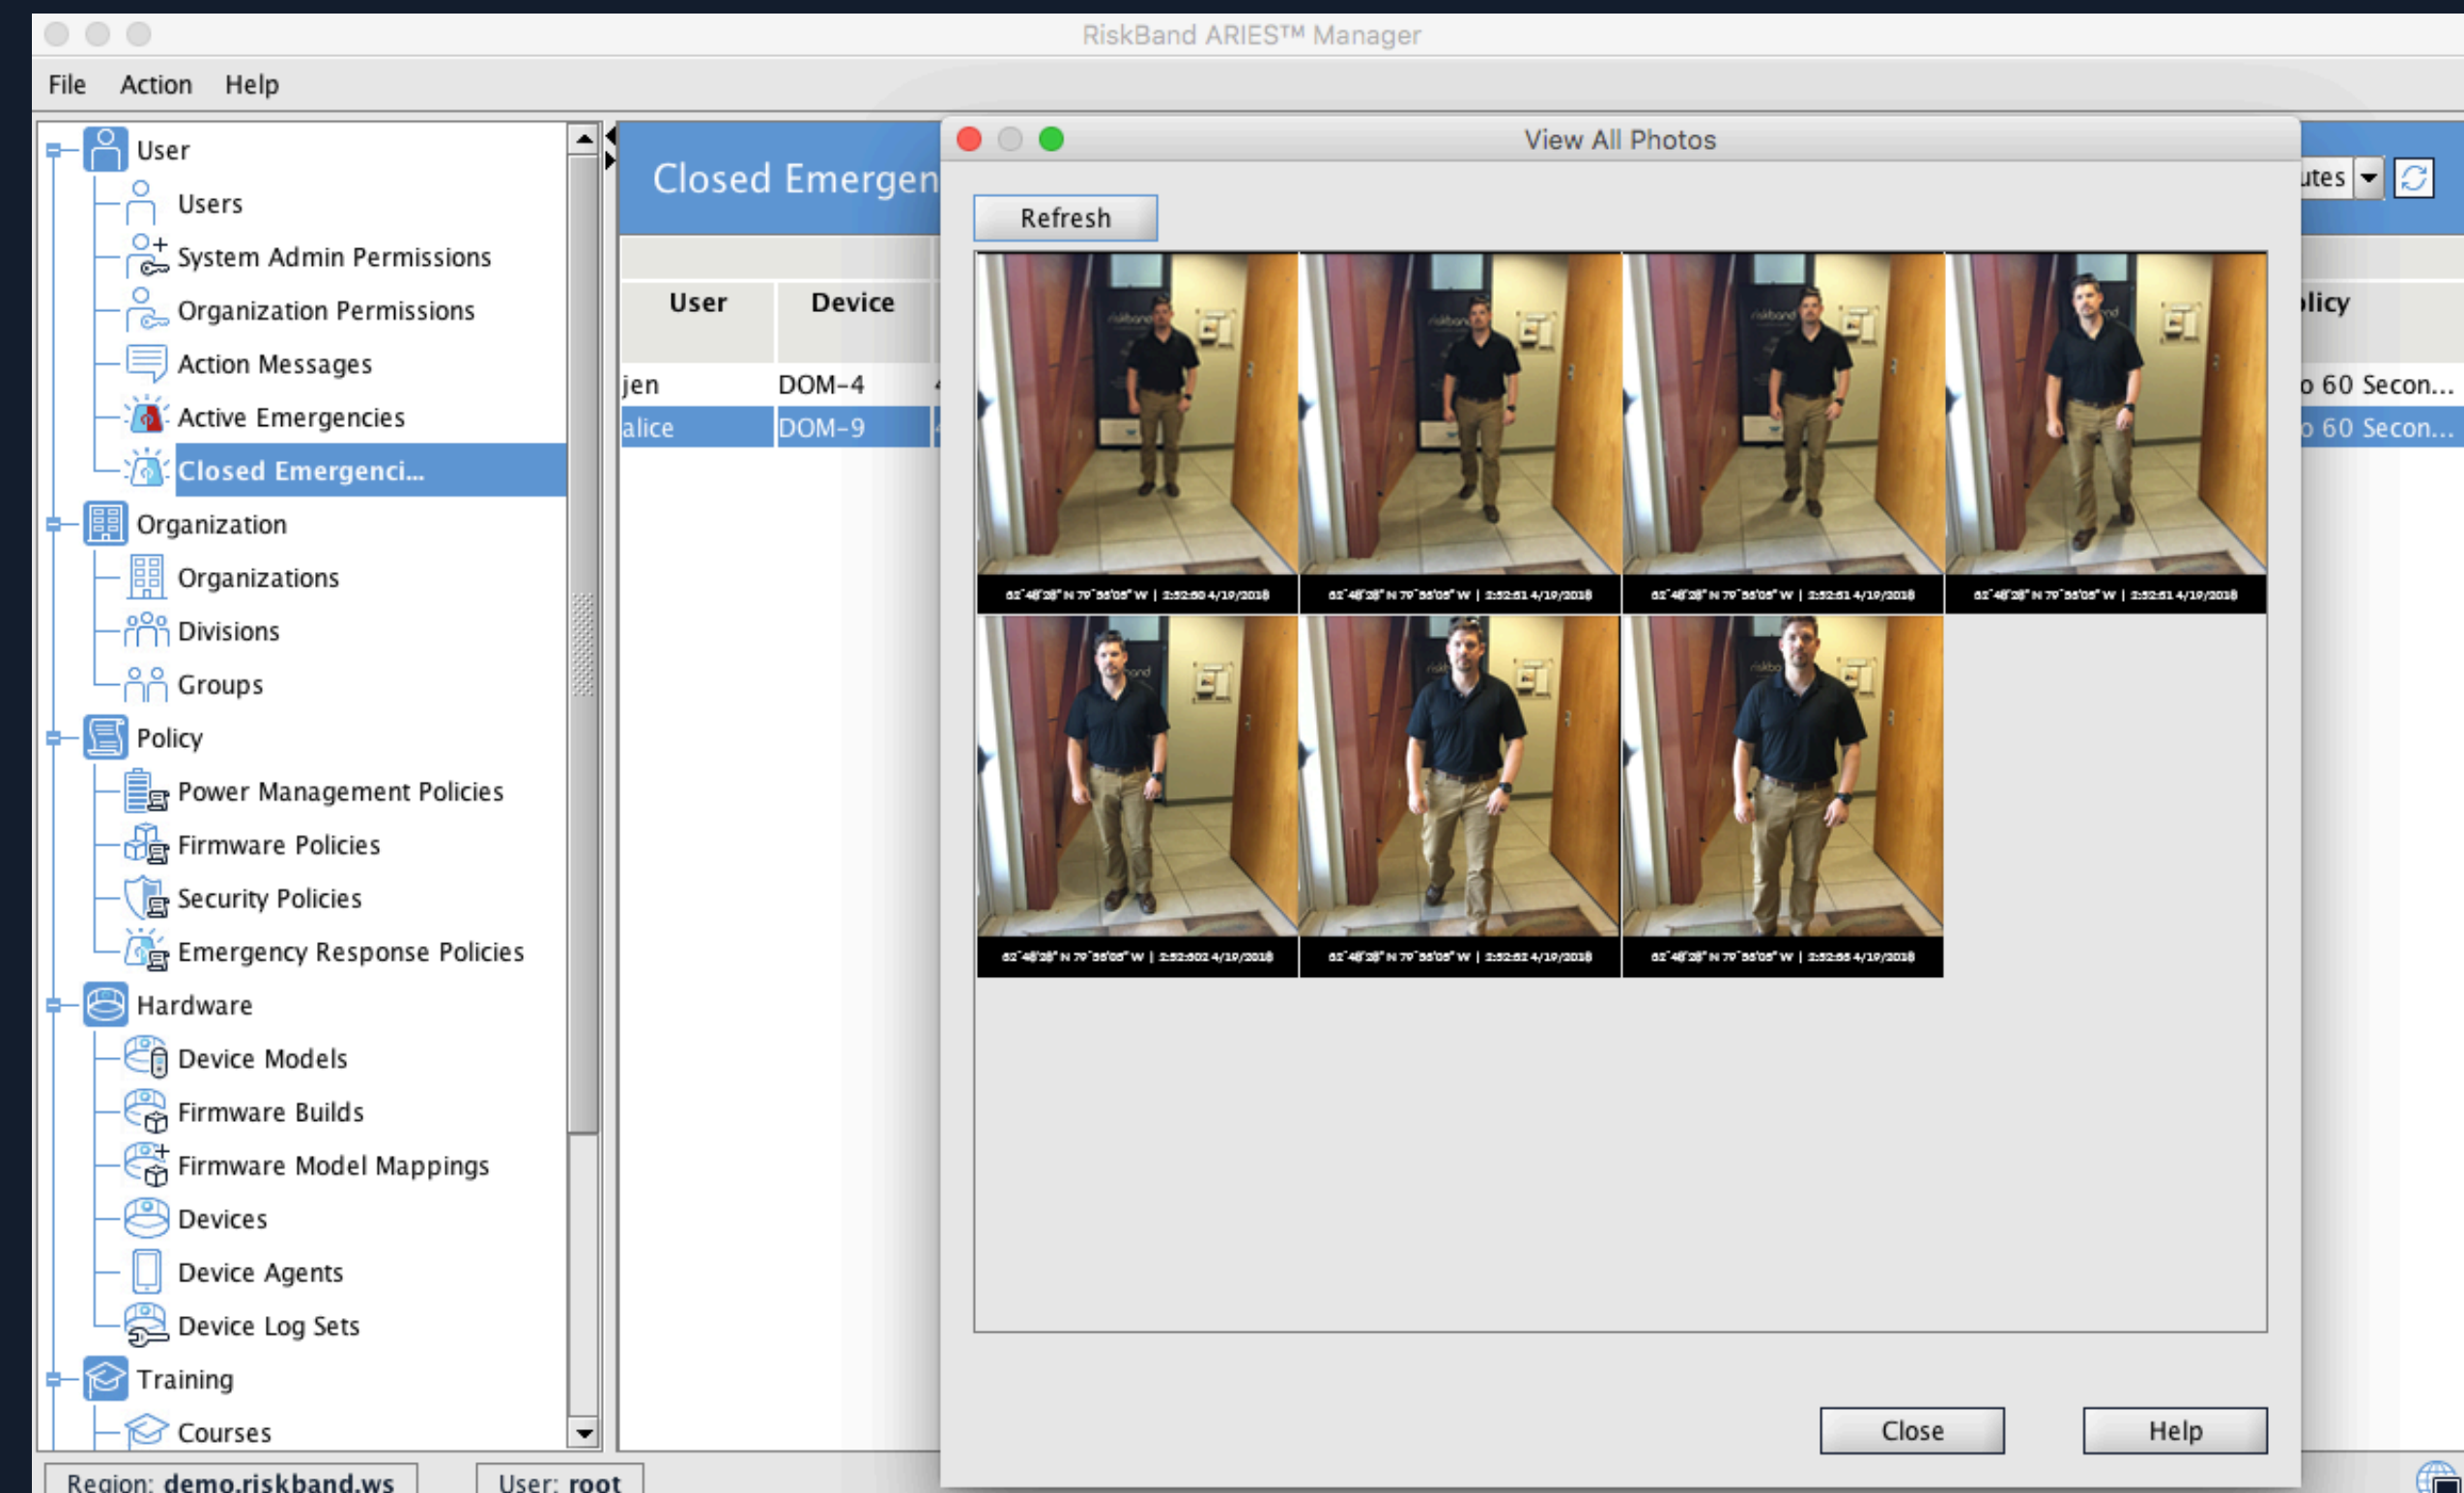 RiskBand ARIES™ Manager
File Action Help
User
Users
System Admin Permissions
Organization Permissions
Action Messages
Active Emergencies
Closed Emergenci...
Organization
Organizations
Divisions
Groups
Policy
Power Management Policies
Firmware Policies
Security Policies
Emergency Response Policies
Hardware
Device Models
Firmware Builds
Firmware Model Mappings
Devices
Device Agents
Device Log Sets
Training
Courses
Closed Emergen
User Device
jen DOM-4
alice DOM-9
utes
olicy
o 60 Secon...
o 60 Secon...
View All Photos
Refresh
riskband
riskband
Close Help
Region: demo.riskband.ws User: root